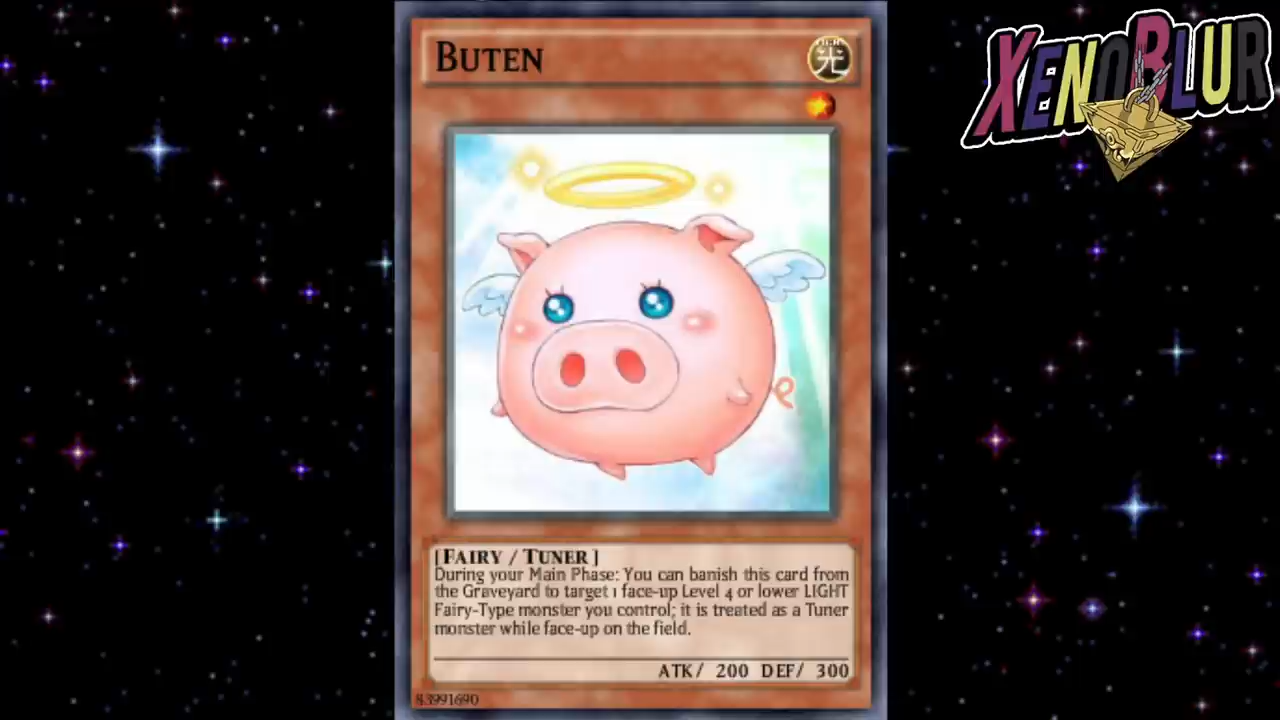 XENOBLUR
BUTEN
光
[FAIRY / TUNER]
During your Main Phase: You can banish this card from
the Graveyard to target 1 face-up Level 4 or lower LIGHT
Fairy-Type monster you control; it is treated as a Tuner
monster while face-up on the field.
ATK/ 200 DEF/ 300